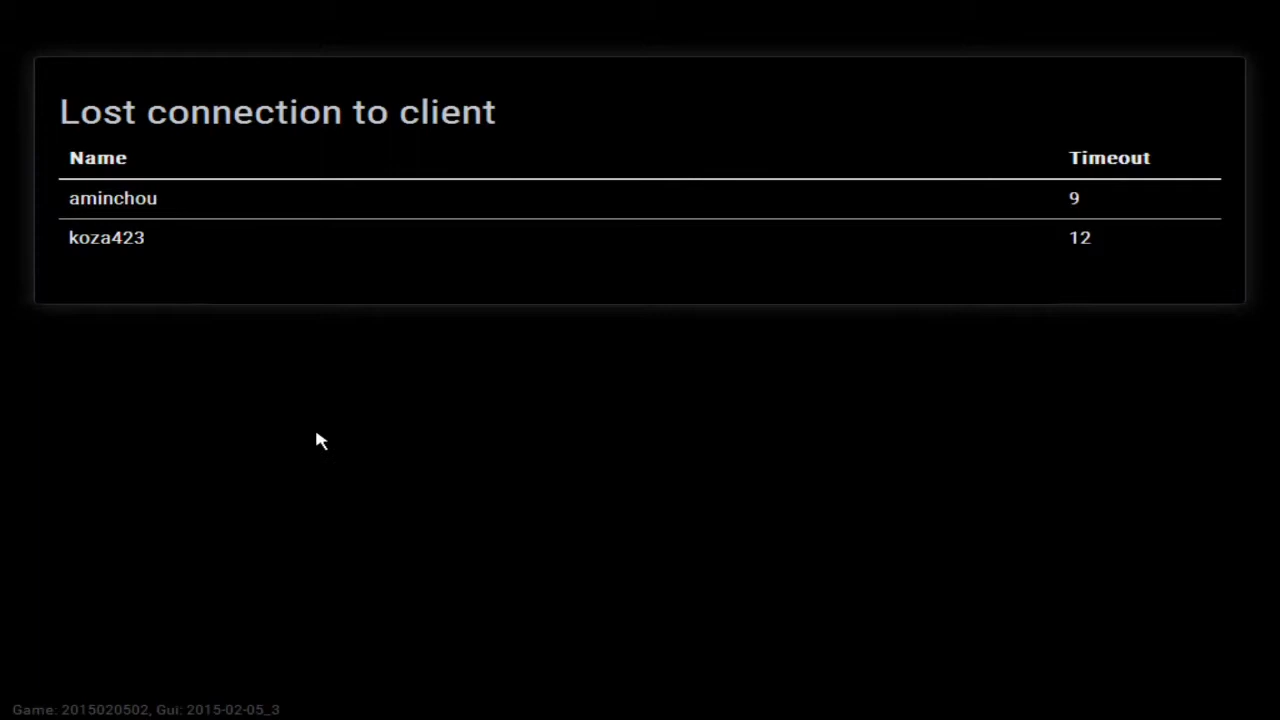 Lost connection to client
Name Timeout
aminchou 9
koza423 12
Game: 2015020502, Gui: 2015-02-05_3